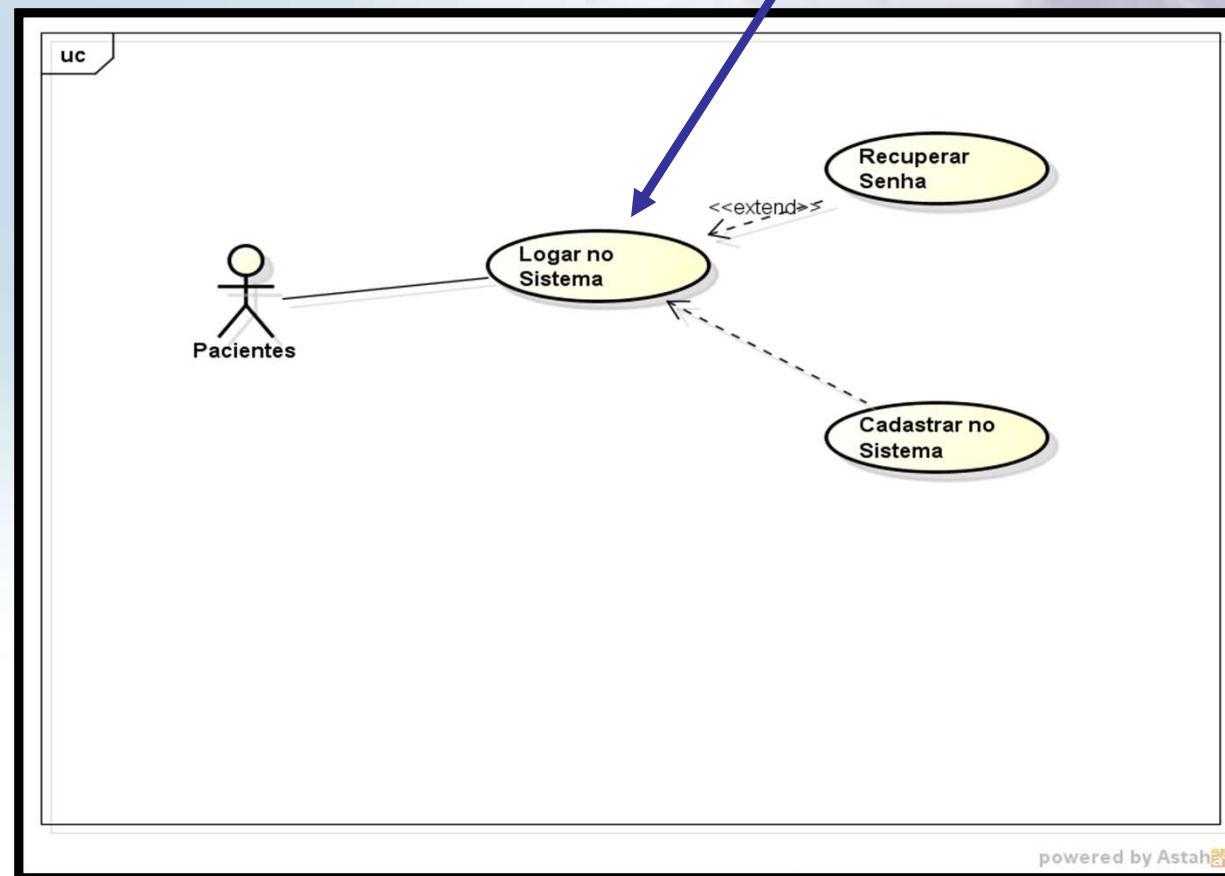 uc
Recuperar
Senha
<<extend>>
Logar no
Sistema
Pacientes
Cadastrar no
Sistema
powered by Astah